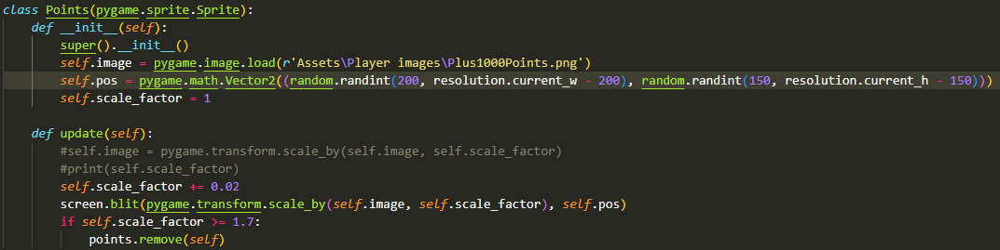 class Points(pygame.sprite.Sprite):
    def __init__(self):
        super().__init__()
        self.image = pygame.image.load(r'Assets\Player images\Plus1000Points.png')
        self.pos = pygame.math.Vector2((random.randint(200, resolution.current_w - 200), random.randint(150, resolution.current_h - 150)))
        self.scale_factor = 1

    def update(self):
        #self.image = pygame.transform.scale_by(self.image, self.scale_factor)
        #print(self.scale_factor)
        self.scale_factor += 0.02
        screen.blit(pygame.transform.scale_by(self.image, self.scale_factor), self.pos)
        if self.scale_factor >= 1.7:
            points.remove(self)